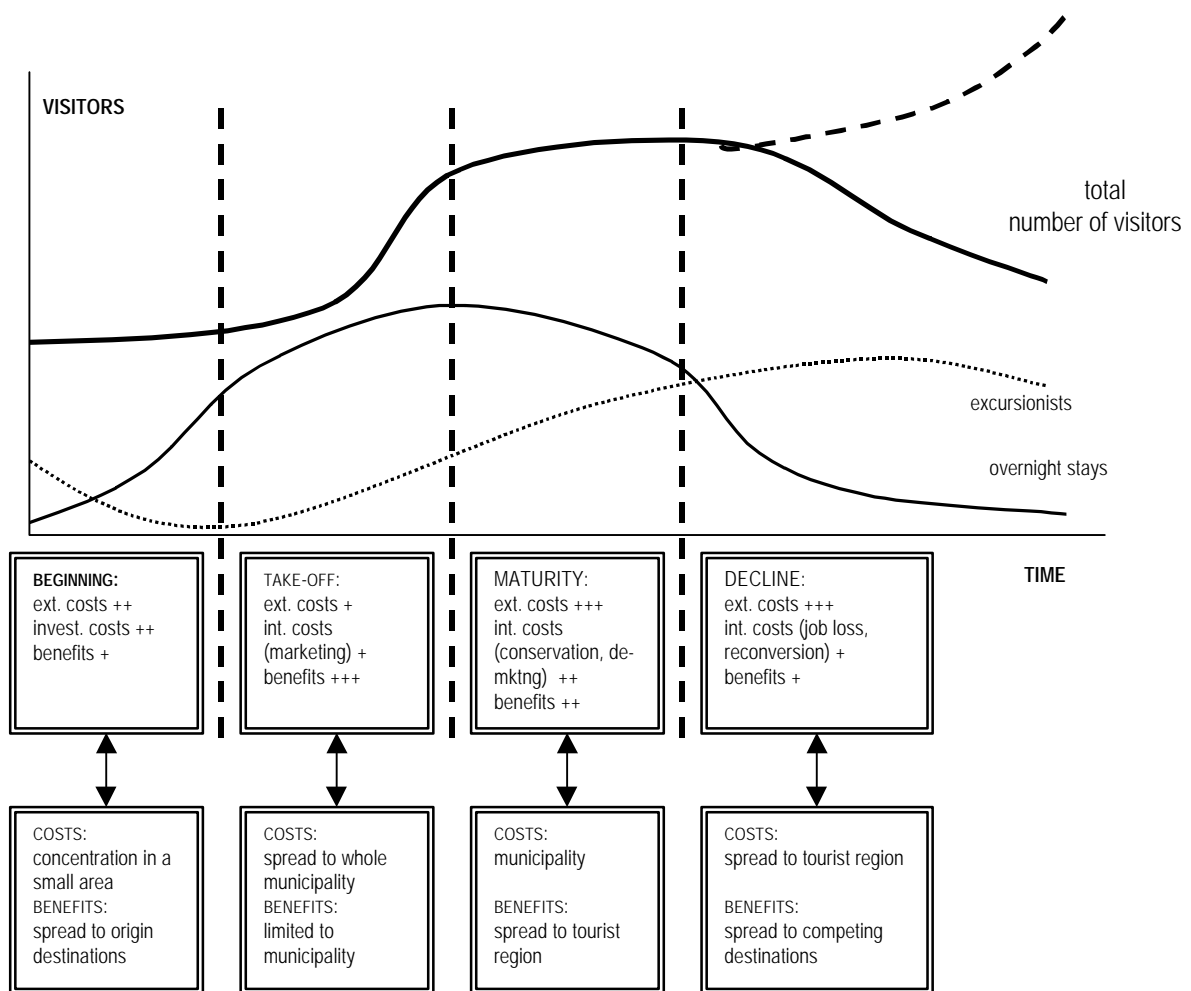 VISITORS
total
number of visitors
excursionists
overnight stays
TIME
BEGINNING:
ext. costs ++
invest. costs ++
benefits +
TAKE-OFF:
ext. costs +
int. costs
(marketing) +
benefits +++
MATURITY:
ext. costs +++
int. costs
(conservation, de-
mktng) ++
benefits ++
DECLINE:
ext. costs +++
int. costs (job loss,
reconversion) +
benefits +
COSTS:
concentration in a
small area
BENEFITS:
spread to origin
destinations
COSTS:
spread to whole
municipality
BENEFITS:
limited to
municipality
COSTS:
municipality
BENEFITS:
spread to tourist
region
COSTS:
spread to tourist region
BENEFITS:
spread to competing
destinations